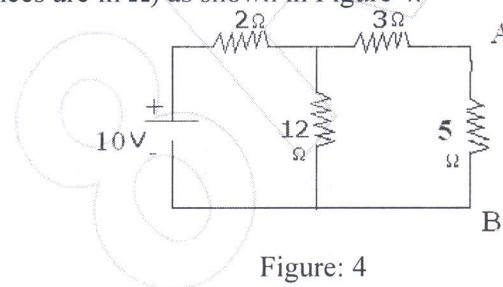 ces are in Ω) as shown in Figure 4.
2Ω 3Ω A
+
10V
-
12
Ω
5
Ω
B
Figure: 4